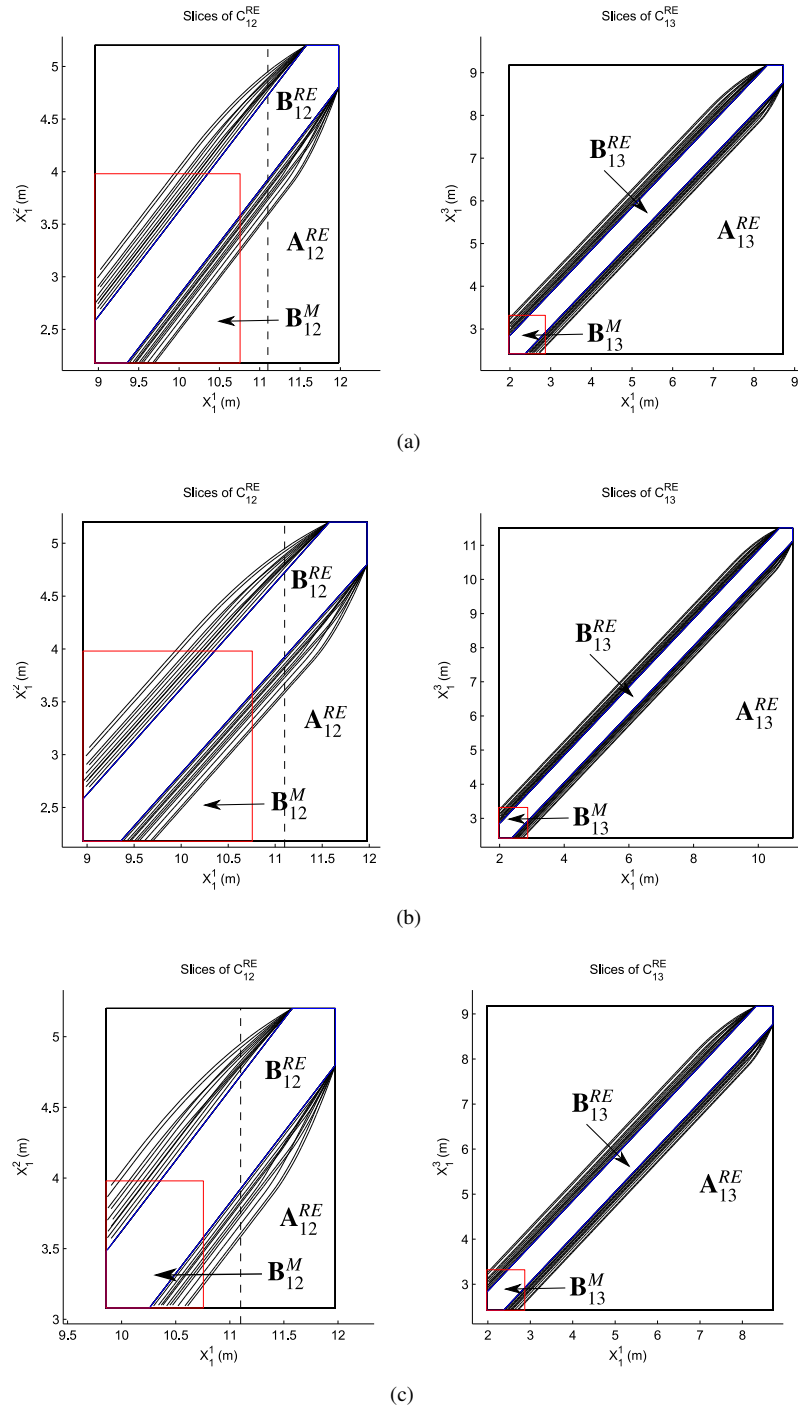 Slices of C₁₂ᴿᴱ
5
4.5
4
3.5
3
2.5
X₁² (m)
B₁₂ᴿᴱ
A₁₂ᴿᴱ
B₁₂ᴹ
9 9.5 10 10.5 11 11.5 12
X₁¹ (m)
Slices of C₁₃ᴿᴱ
9
8
7
6
5
4
3
X₁³ (m)
B₁₃ᴿᴱ
A₁₃ᴿᴱ
B₁₃ᴹ
2 3 4 5 6 7 8 9
X₁¹ (m)
(a)
Slices of C₁₂ᴿᴱ
5
4.5
4
3.5
3
2.5
X₁² (m)
B₁₂ᴿᴱ
A₁₂ᴿᴱ
B₁₂ᴹ
9 9.5 10 10.5 11 11.5 12
X₁¹ (m)
Slices of C₁₃ᴿᴱ
11
10
9
8
7
6
5
4
3
X₁³ (m)
B₁₃ᴿᴱ
A₁₃ᴿᴱ
B₁₃ᴹ
2 4 6 8 10
X₁¹ (m)
(b)
Slices of C₁₂ᴿᴱ
5
4.5
4
3.5
3
X₁² (m)
B₁₂ᴿᴱ
A₁₂ᴿᴱ
B₁₂ᴹ
9.5 10 10.5 11 11.5 12
X₁¹ (m)
Slices of C₁₃ᴿᴱ
9
8
7
6
5
4
3
X₁³ (m)
B₁₃ᴿᴱ
A₁₃ᴿᴱ
B₁₃ᴹ
2 3 4 5 6 7 8
X₁¹ (m)
(c)